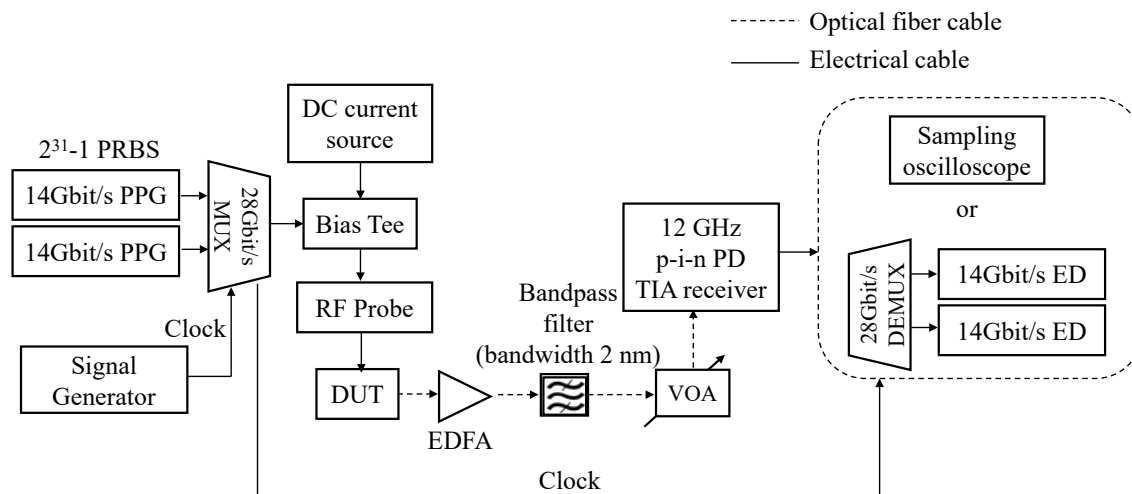 Optical fiber cable
Electrical cable
DC current
source
2³¹-1 PRBS
14Gbit/s PPG
14Gbit/s PPG
28Gbit/s
MUX
Bias Tee
RF Probe
Clock
Signal
Generator
DUT
EDFA
Bandpass
filter
(bandwidth 2 nm)
VOA
12 GHz
p-i-n PD
TIA receiver
Sampling
oscilloscope
or
28Gbit/s
DEMUX
14Gbit/s ED
14Gbit/s ED
Clock